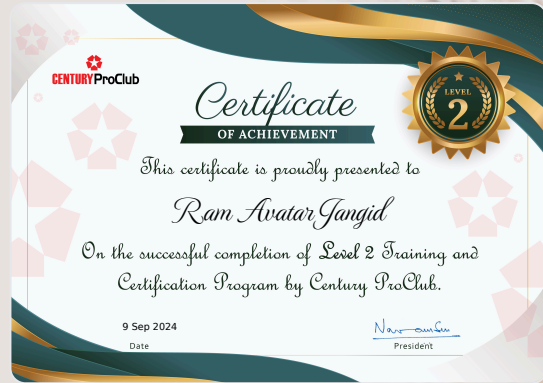 CENTURY ProClub
Certificate
OF ACHIEVEMENT
LEVEL
2
This certificate is proudly presented to
Ram Avatar Jangid
On the successful completion of Level 2 Training and
Certification Program by Century ProClub.
9 Sep 2024
Date
President